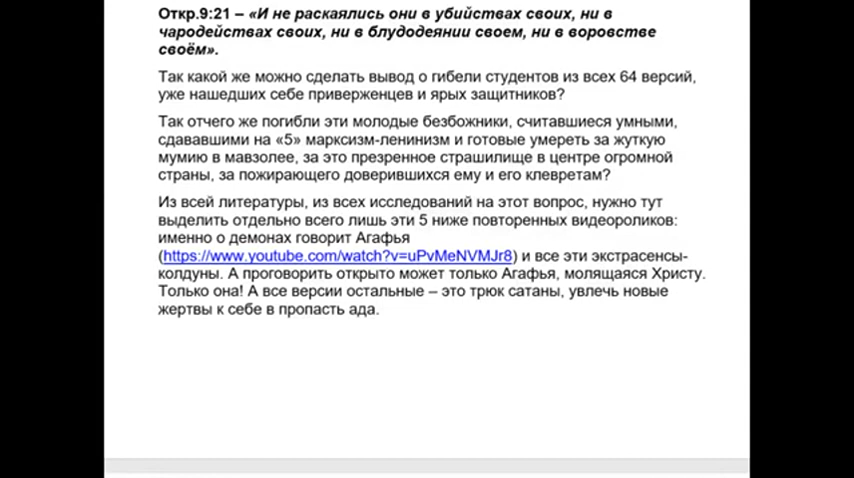 Откр.9:21 – «И не раскаялись они в убийствах своих, ни в
чародействах своих, ни в блудодеянии своем, ни в воровстве
своём».
Так какой же можно сделать вывод о гибели студентов из всех 64 версий,
уже нашедших себе приверженцев и ярых защитников?
Так отчего же погибли эти молодые безбожники, считавшиеся умными,
сдававшими на «5» марксизм-ленинизм и готовые умереть за жуткую
мумию в мавзолее, за это презренное страшилище в центре огромной
страны, за пожирающего доверившихся ему и его клевретам?
Из всей литературы, из всех исследований на этот вопрос, нужно тут
выделить отдельно всего лишь эти 5 ниже повторенных видеороликов:
именно о демонах говорит Агафья
(https://www.youtube.com/watch?v=uPvMeNVMJr8) и все эти экстрасенсы-
колдуны. А проговорить открыто может только Агафья, молящаяся Христу.
Только она! А все версии остальные – это трюк сатаны, увлечь новые
жертвы к себе в пропасть ада.